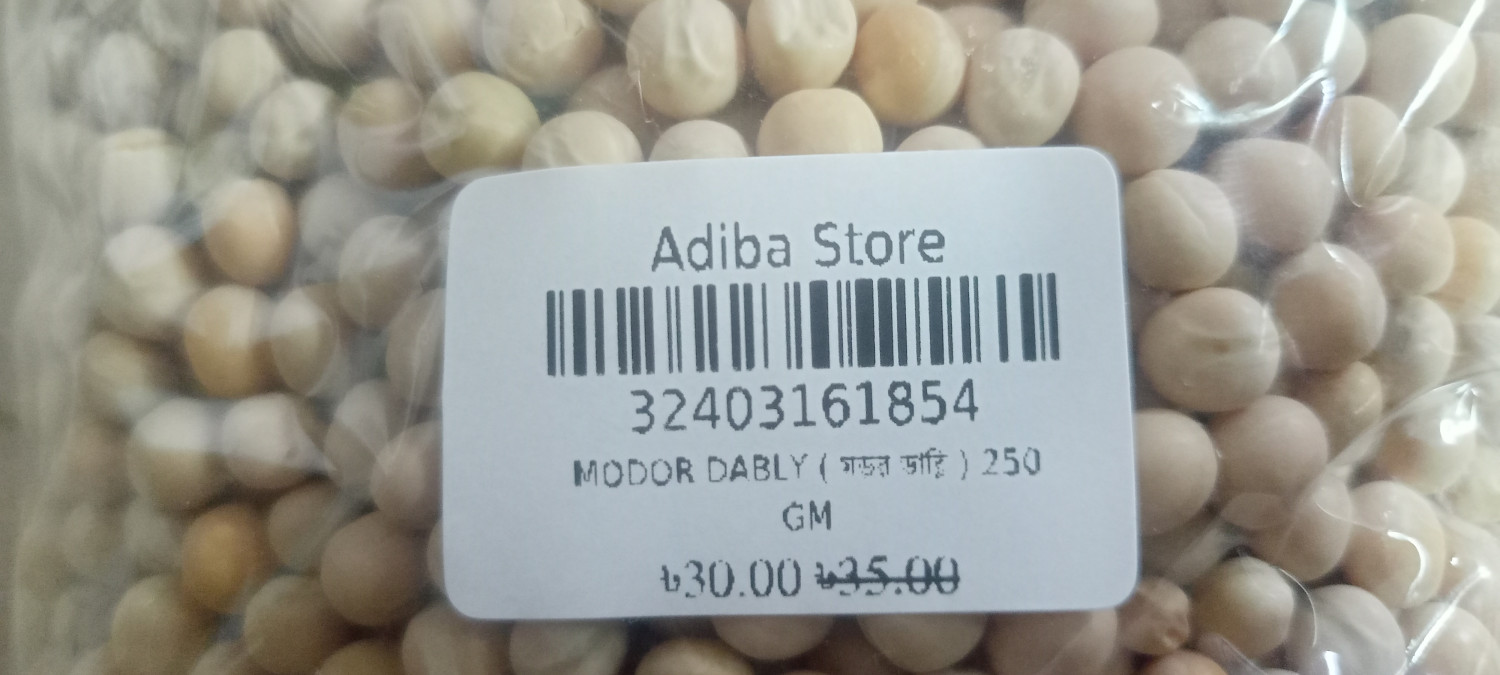 Adiba Store
32403161854
MODOR DABLY ( ) 250
GM
৳30.00 ৳35.00